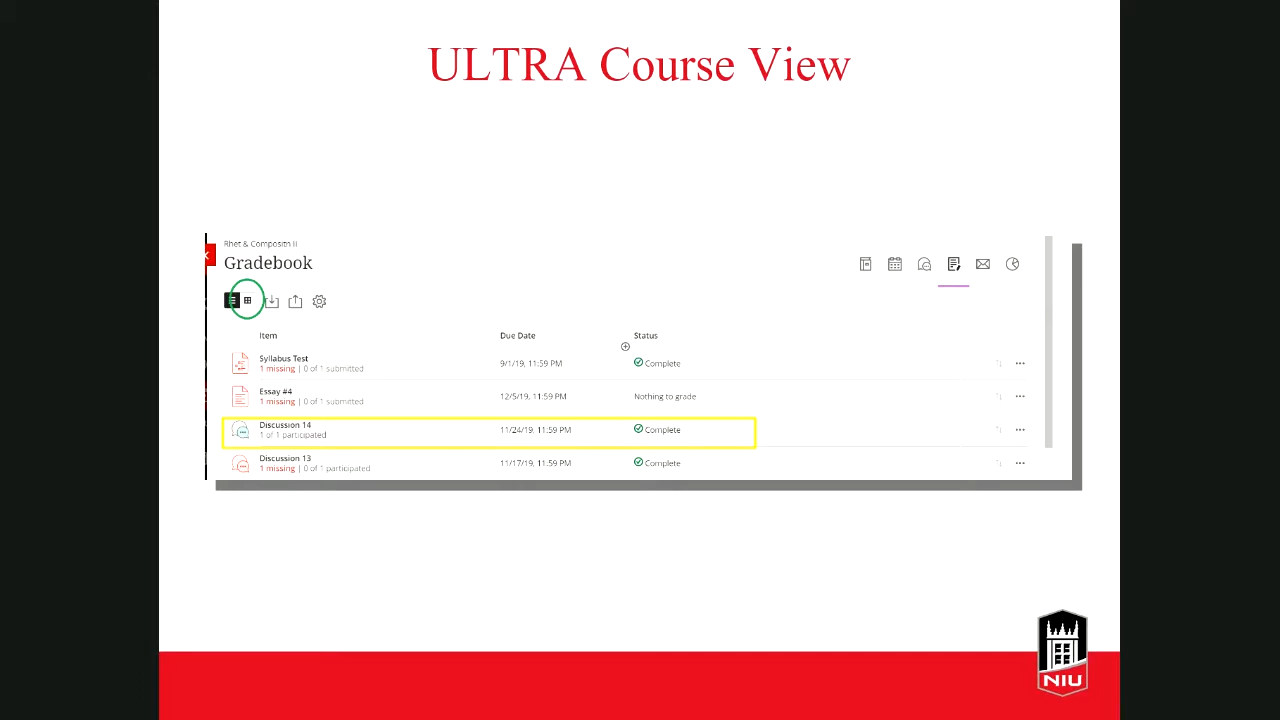 ULTRA Course View
Rhet & Compositn II
Gradebook
Item Due Date Status
Syllabus Test
1 missing | 0 of 1 submitted
9/1/19, 11:59 PM
Complete
Essay #4
1 missing | 0 of 1 submitted
12/5/19, 11:59 PM
Nothing to grade
Discussion 14
1 of 1 participated
11/24/19, 11:59 PM
Complete
Discussion 13
1 missing | 0 of 1 participated
11/17/19, 11:59 PM
Complete
NIU